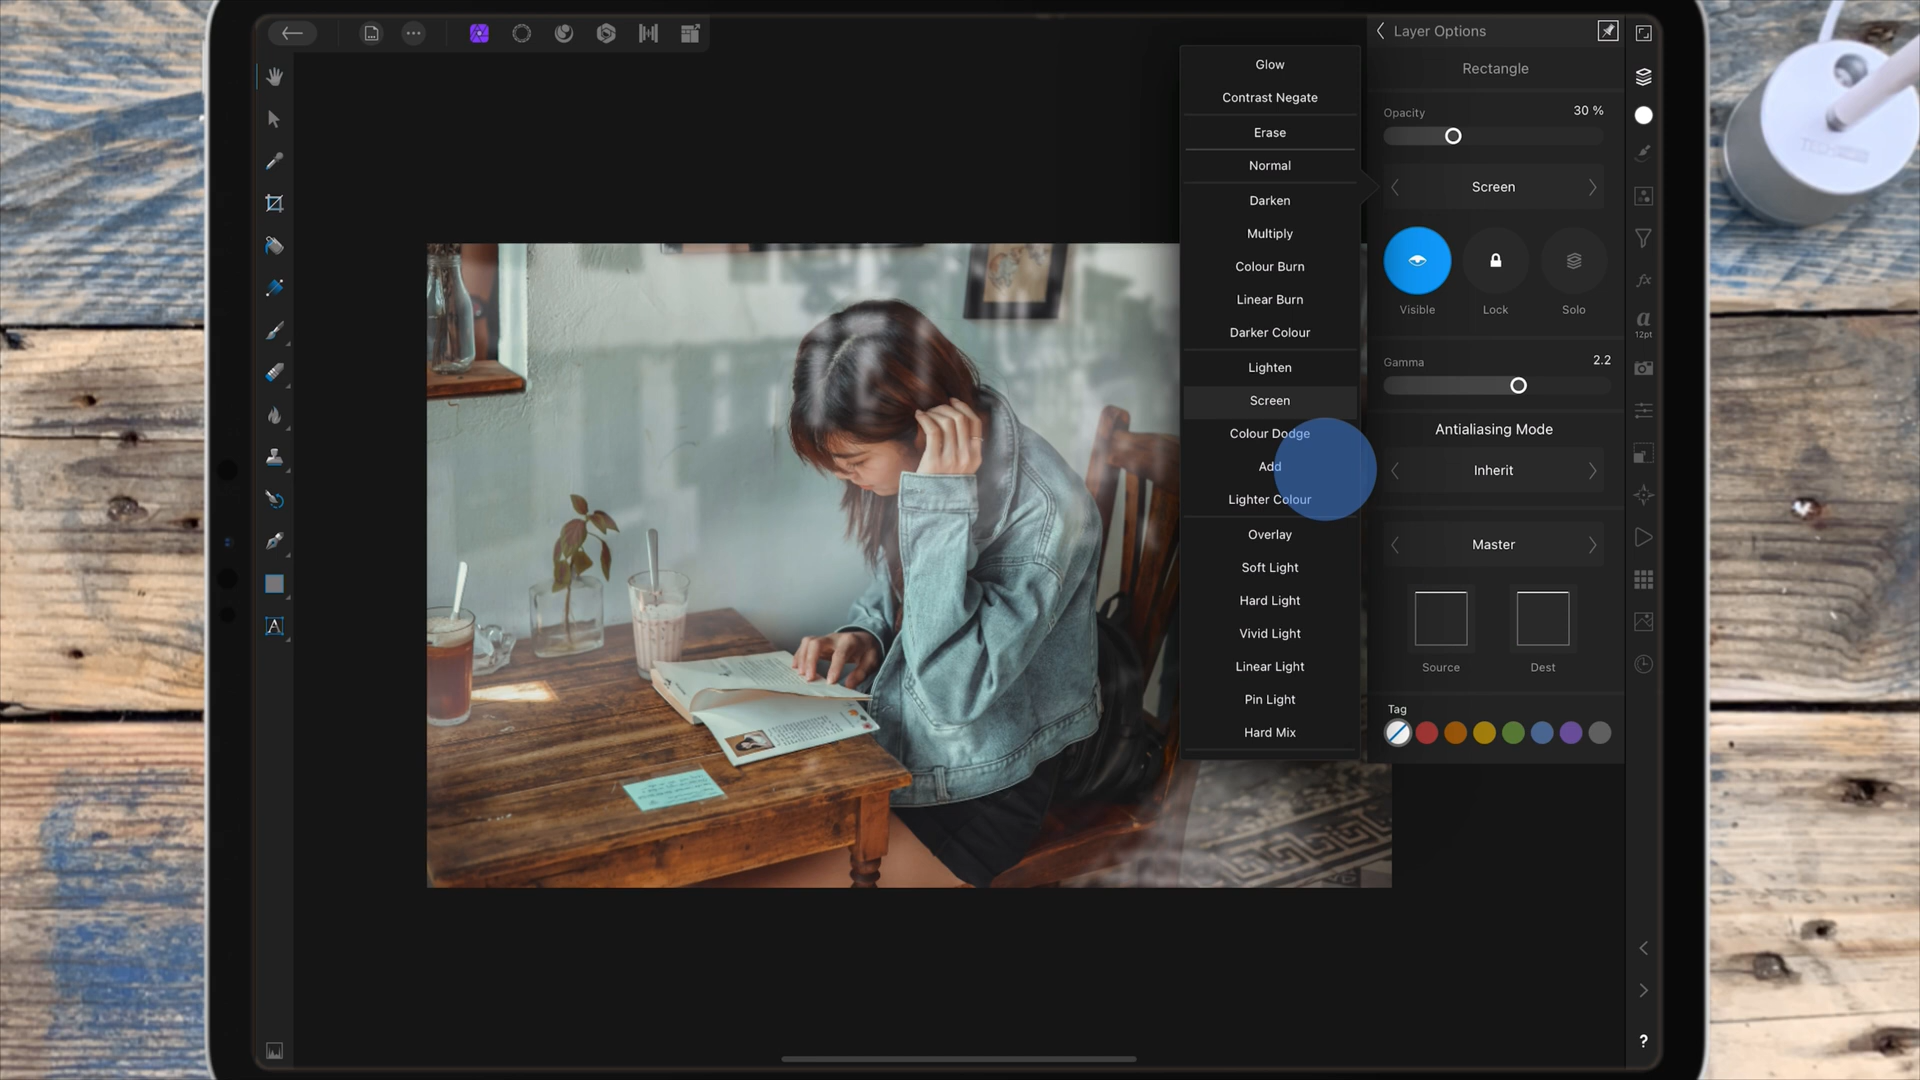 Layer Options
Rectangle
Opacity
30 %
Screen
Visible
Lock
Solo
Gamma
2.2
Antialiasing Mode
Inherit
Master
Source
Dest
Tag
Glow
Contrast Negate
Erase
Normal
Darken
Multiply
Colour Burn
Linear Burn
Darker Colour
Lighten
Screen
Colour Dodge
Add
Lighter Colour
Overlay
Soft Light
Hard Light
Vivid Light
Linear Light
Pin Light
Hard Mix
fx
a
12pt
A
?